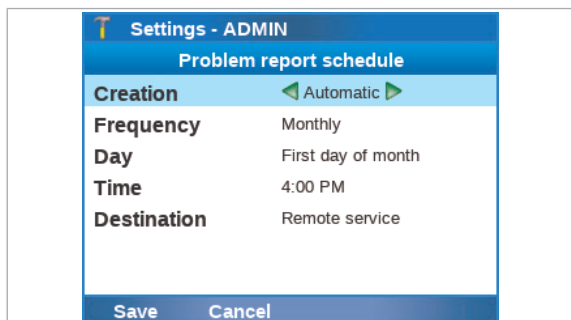 Settings - ADMIN
Problem report schedule
Creation Automatic
Frequency Monthly
Day First day of month
Time 4:00 PM
Destination Remote service
Save Cancel